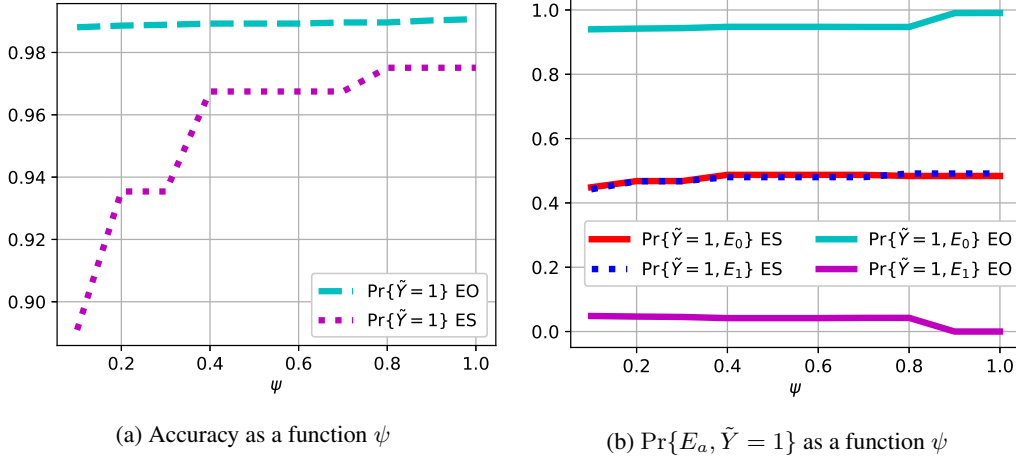 0.98
0.96
0.94
0.92
0.90
Pr{Ỹ = 1} EO
Pr{Ỹ = 1} ES
0.2 0.4 0.6 0.8 1.0
ψ
(a) Accuracy as a function ψ
1.0
0.8
0.6
0.4
0.2
0.0
Pr{Ỹ = 1, E₀} ES
Pr{Ỹ = 1, E₁} ES
Pr{Ỹ = 1, E₀} EO
Pr{Ỹ = 1, E₁} EO
0.2 0.4 0.6 0.8 1.0
ψ
(b) Pr{Eₐ, Ỹ = 1} as a function ψ